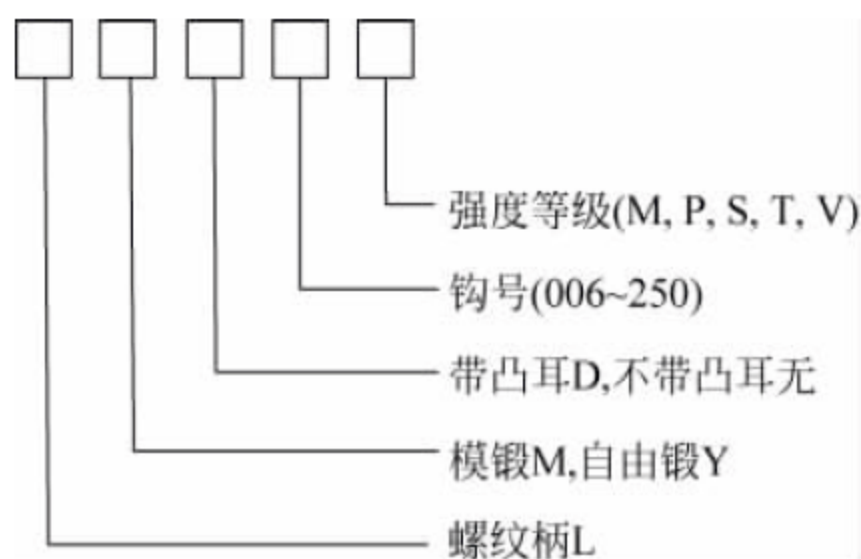 强度等级(M, P, S, T, V)
钩号(006~250)
带凸耳D,不带凸耳无
模锻M,自由锻Y
螺纹柄L